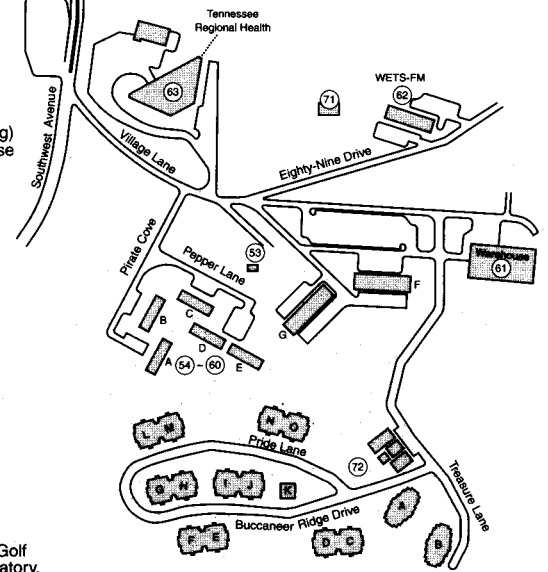 Tennessee
Regional Health
63
71
WETS-FM
62
Southwest Avenue
Village Lane
Eighty-Nine Drive
Pirate Cove
53
Pepper Lane
Warehouse
61
F
G
C
B
D
E
A
54 - 60
L M
N O
Pride Lane
72
G H
I J
K
Buccaneer Ridge Drive
Treasure Lane
A
B
F E
D C
g)
se
Golf
atory.